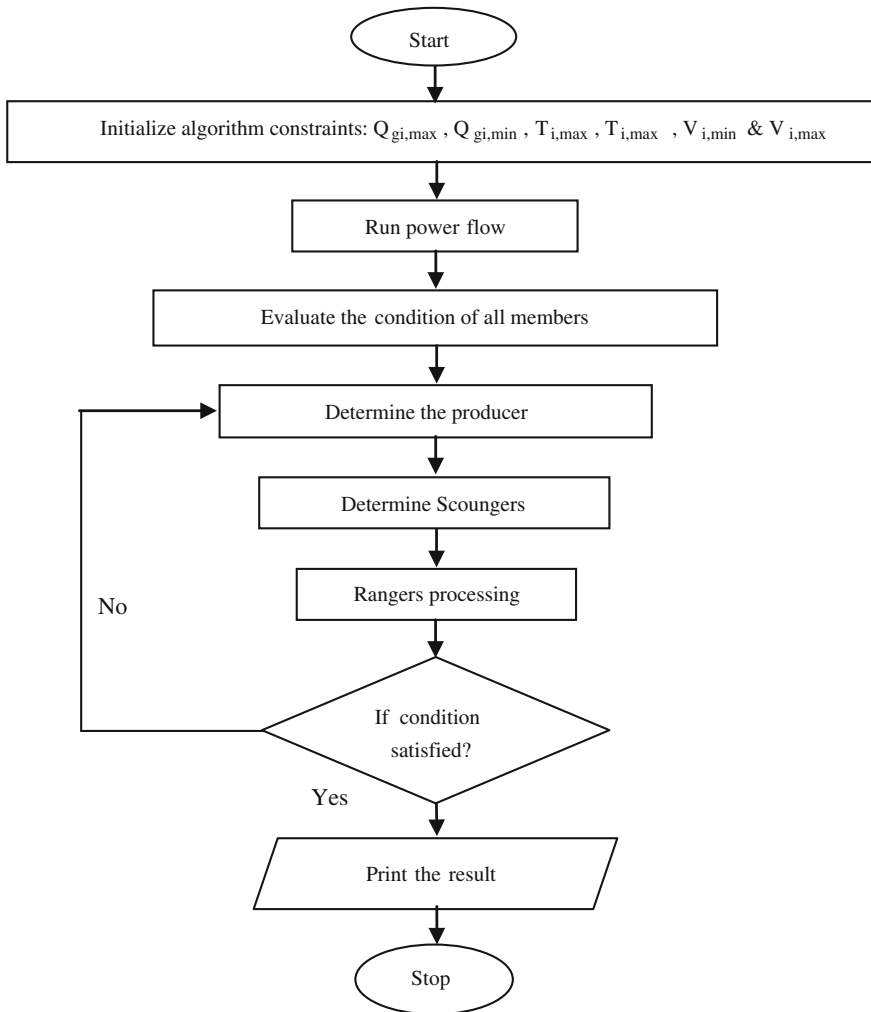 Start
Initialize algorithm constraints: Q gi,max , Q gi,min , T i,max , T i,max , V i,min & V i,max
Run power flow
Evaluate the condition of all members
Determine the producer
Determine Scoungers
Rangers processing
No
If condition
satisfied?
Yes
Print the result
Stop